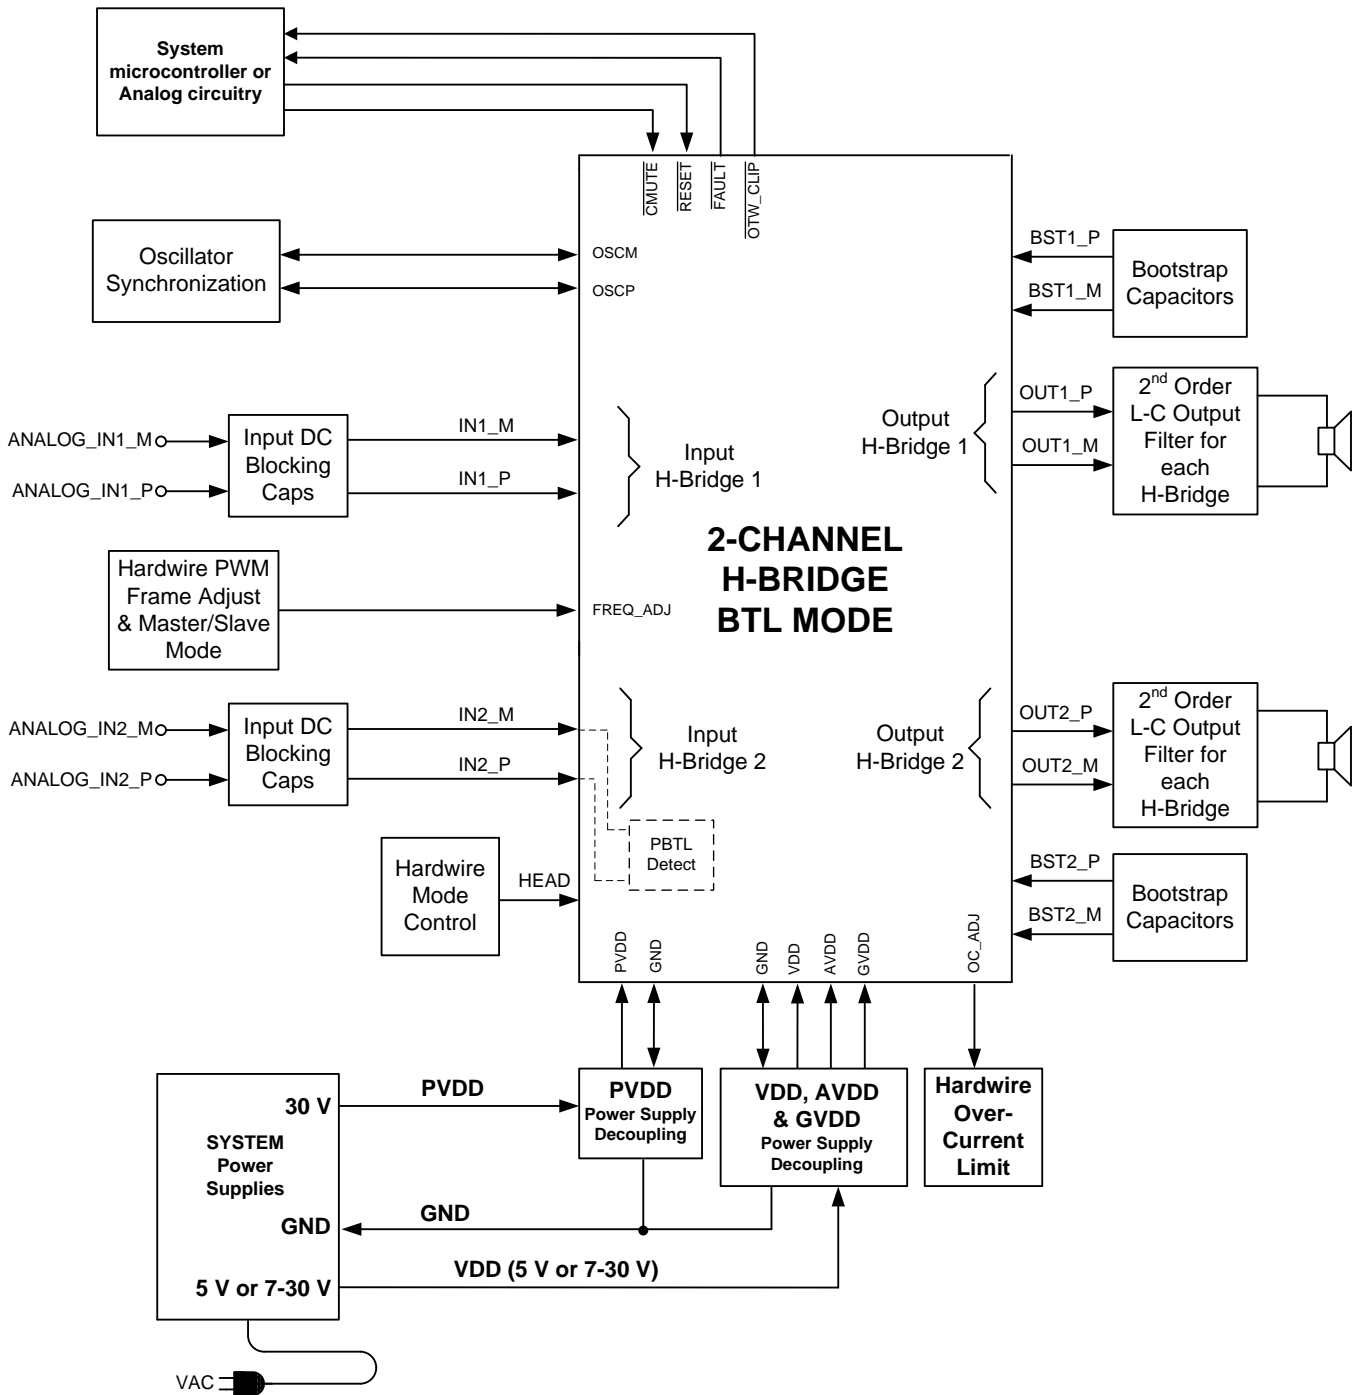 System
microcontroller or
Analog circuitry
CMUTE
RESET
FAULT
OTW_CLIP
Oscillator
Synchronization
OSCM
OSCP
BST1_P
BST1_M
Bootstrap
Capacitors
ANALOG_IN1_M
ANALOG_IN1_P
Input DC
Blocking
Caps
IN1_M
IN1_P
Input
H-Bridge 1
Output
H-Bridge 1
OUT1_P
OUT1_M
2nd Order
L-C Output
Filter for
each
H-Bridge
2-CHANNEL
H-BRIDGE
BTL MODE
Hardwire PWM
Frame Adjust
& Master/Slave
Mode
FREQ_ADJ
ANALOG_IN2_M
ANALOG_IN2_P
Input DC
Blocking
Caps
IN2_M
IN2_P
Input
H-Bridge 2
Output
H-Bridge 2
OUT2_P
OUT2_M
2nd Order
L-C Output
Filter for
each
H-Bridge
PBTL
Detect
Hardwire
Mode
Control
HEAD
BST2_P
BST2_M
Bootstrap
Capacitors
PVDD
GND
GND
VDD
AVDD
GVDD
OC_ADJ
30 V
SYSTEM
Power
Supplies
GND
5 V or 7-30 V
PVDD
PVDD
Power Supply
Decoupling
VDD, AVDD
& GVDD
Power Supply
Decoupling
Hardwire
Over-
Current
Limit
GND
VDD (5 V or 7-30 V)
VAC